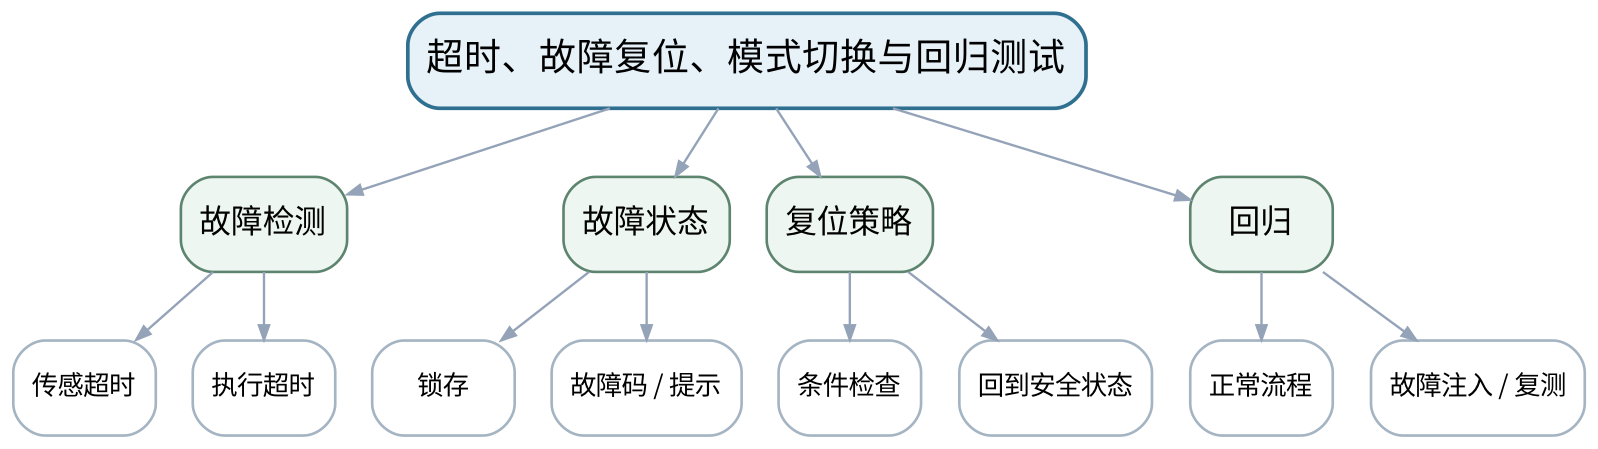 超时、故障复位、模式切换与回归测试
故障检测
故障状态
复位策略
回归
传感超时
执行超时
锁存
故障码 / 提示
条件检查
回到安全状态
正常流程
故障注入 / 复测